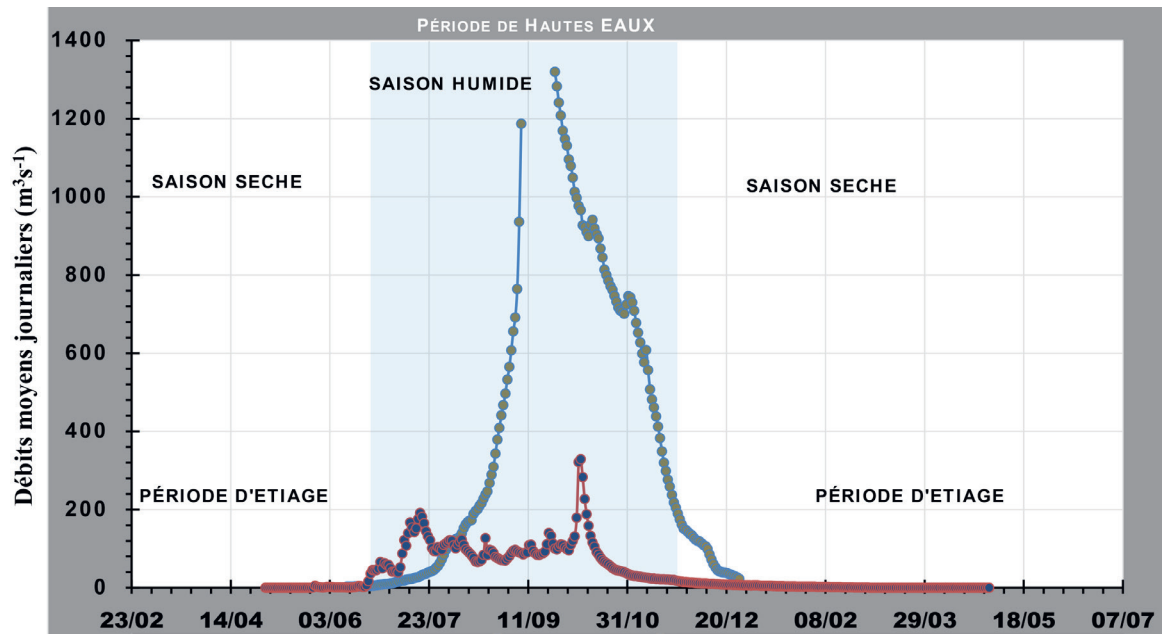 PÉRIODE DE HAUTES EAUX
1400
1200
1000
800
600
400
200
0
Débits moyens journaliers (m³s⁻¹)
SAISON HUMIDE
SAISON SECHE
SAISON SECHE
PÉRIODE D'ETIAGE
PÉRIODE D'ETIAGE
23/02 14/04 03/06 23/07 11/09 31/10 20/12 08/02 29/03 18/05 07/07